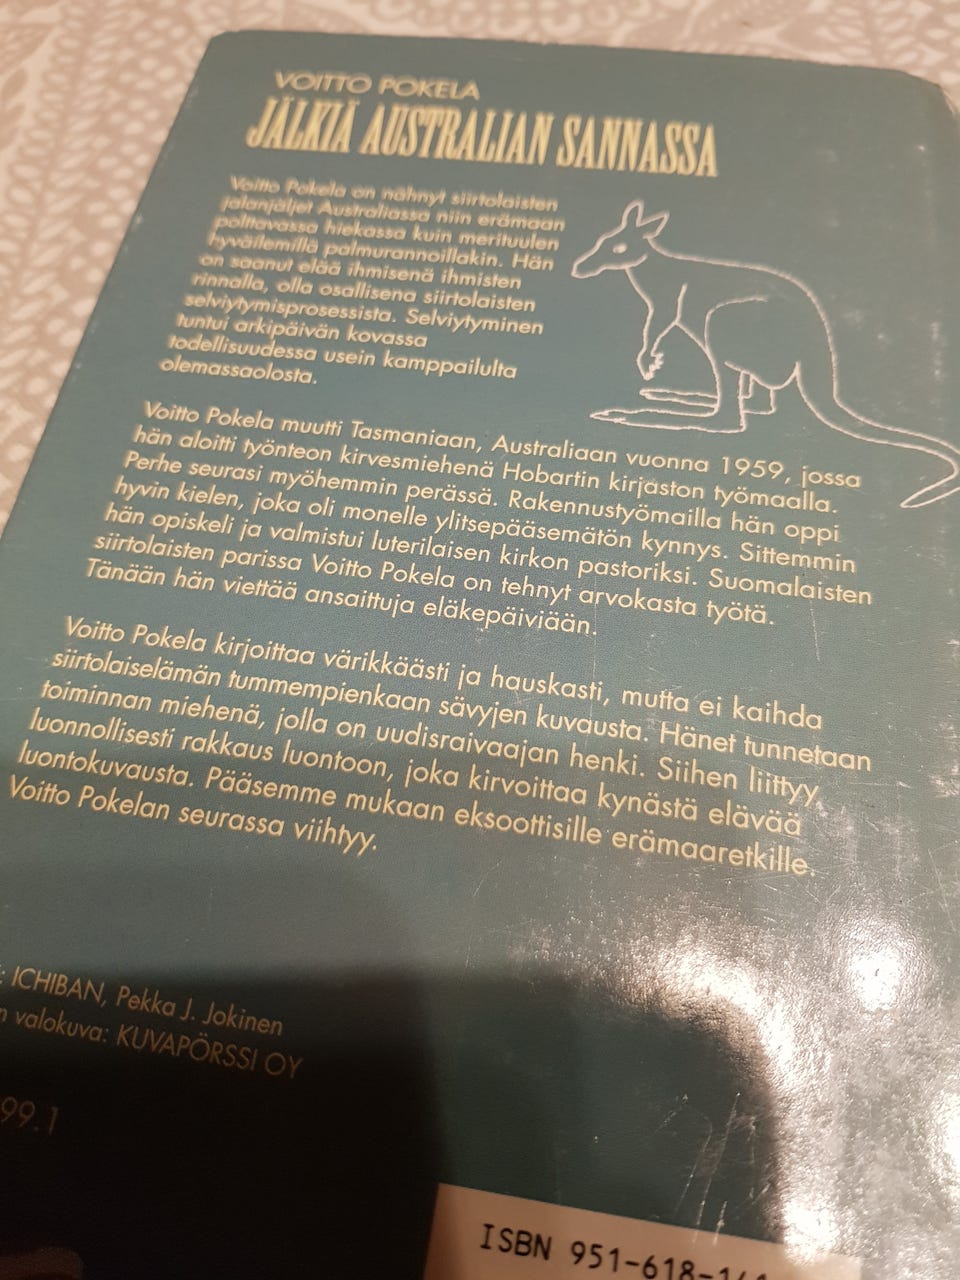 VOITTO POKELA
JÄLKIÄ AUSTRALIAN SANNASSA
Voitto Pokela on nähnyt siirtolaisten
jalanjäljet Australiassa niin erämaan
polttavassa hiekassa kuin merituulen
hyväilemillä palmurannoillakin. Hän
on saanut elää ihmisenä ihmisten
rinnalla, olla osallisena siirtolaisten
selviytymisprosessista. Selviytyminen
tuntui arkipäivän kovassa
todellisuudessa usein kamppailulta
olemassaolosta.
Voitto Pokela muutti Tasmaniaan, Australiaan vuonna 1959, jossa
hän aloitti työnteon kirvesmiehenä Hobartin kirjaston työmaalla.
Perhe seurasi myöhemmin perässä. Rakennustyömailla hän oppi
hyvin kielen, joka oli monelle ylitsepääsemätön kynnys. Sittemmin
hän opiskeli ja valmistui luterilaisen kirkon pastoriksi. Suomalaisten
siirtolaisten parissa Voitto Pokela on tehnyt arvokasta työtä.
Tänään hän viettää ansaittuja eläkepäiviään.
Voitto Pokela kirjoittaa värikkäästi ja hauskasti, mutta ei kaihda
siirtolaiselämän tummempienkaan sävyjen kuvausta. Hänet tunnetaan
toiminnan miehenä, jolla on uudisraivaajan henki. Siihen liittyy
luonnollisesti rakkaus luontoon, joka kirvoittaa kynästä elävää
luontokuvausta. Pääsemme mukaan eksoottisille erämaaretkille.
Voitto Pokelan seurassa viihtyy.
: ICHIBAN, Pekka J. Jokinen
n valokuva: KUVAPÖRSSI OY
99.1
ISBN 951-618-1